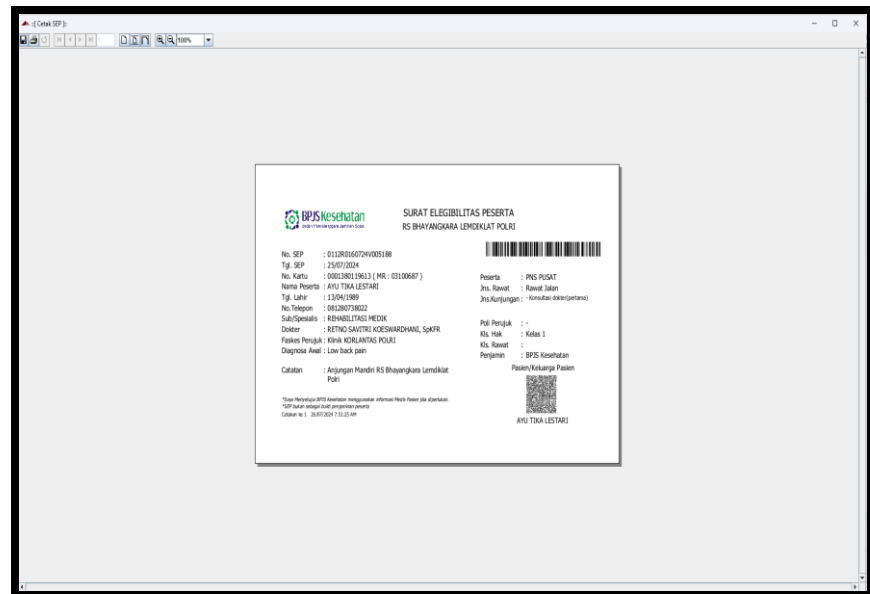 ::[ Cetak SEP ]::
100%
BPJS Kesehatan
SURAT ELEGIBILITAS PESERTA
RS BHAYANGKARA LEMDIKLAT POLRI
No. SEP : 0112R0160724V005188
Tgl. SEP : 25/07/2024
No. Kartu : 0001380119613 ( MR : 03100687 )
Nama Peserta : AYU TIKA LESTARI
Tgl. Lahir : 13/04/1989
No.Telepon : 081280738022
Sub/Spesialis : REHABILITASI MEDIK
Dokter : RETNO SAVITRI KOESWARDHANI, SpKFR
Faskes Perujuk : Klinik KORLANTAS POLRI
Diagnosa Awal : Low back pain
Catatan : Anjungan Mandiri RS Bhayangkara Lemdiklat
Polri
Peserta : PNS PUSAT
Jns. Rawat : Rawat Jalan
Jns.Kunjungan : - Konsultasi dokter(pertama)
Poli Perujuk : -
Kls. Hak : Kelas 1
Kls. Rawat :
Penjamin : BPJS Kesehatan
Pasien/Keluarga Pasien
AYU TIKA LESTARI
*Saya Menyetujui BPJS Kesehatan menggunakan informasi Medis Pasien jika diperlukan.
*SEP bukan sebagai bukti penjaminan peserta
Cetakan ke 1 26/07/2024 7:51:25 AM